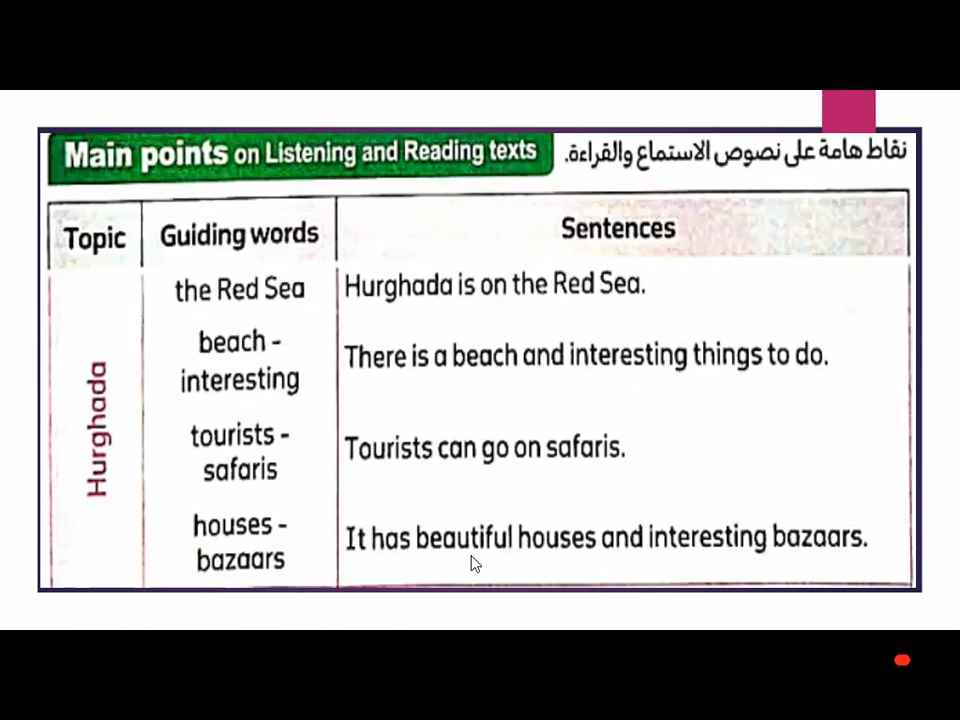 Main points on Listening and Reading texts
نقاط هامة على نصوص الاستماع والقراءة.
Topic
Guiding words
Sentences
Hurghada
the Red Sea
Hurghada is on the Red Sea.
beach -
interesting
There is a beach and interesting things to do.
tourists -
safaris
Tourists can go on safaris.
houses -
bazaars
It has beautiful houses and interesting bazaars.